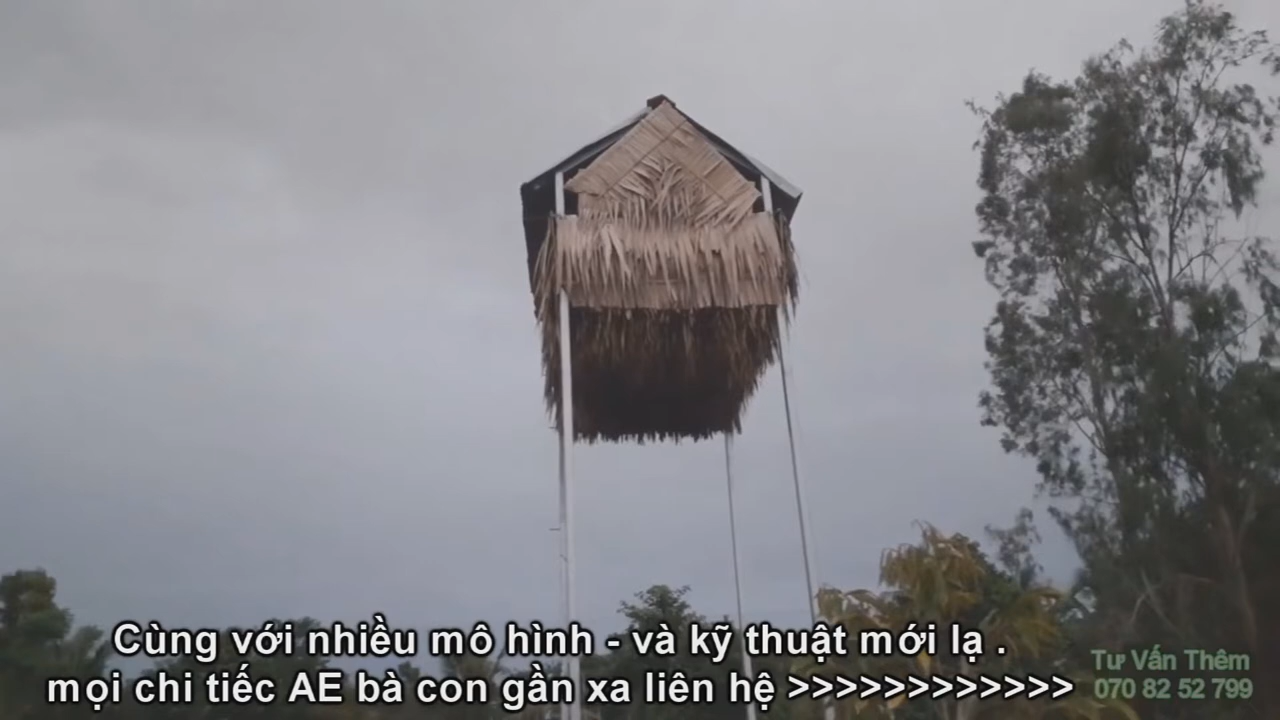 Cùng với nhiều mô hình - và kỹ thuật mới lạ .
mọi chi tiếc AE bà con gần xa liên hệ >>>>>>>>>>>>
Tư Vấn Thêm
070 82 52 799